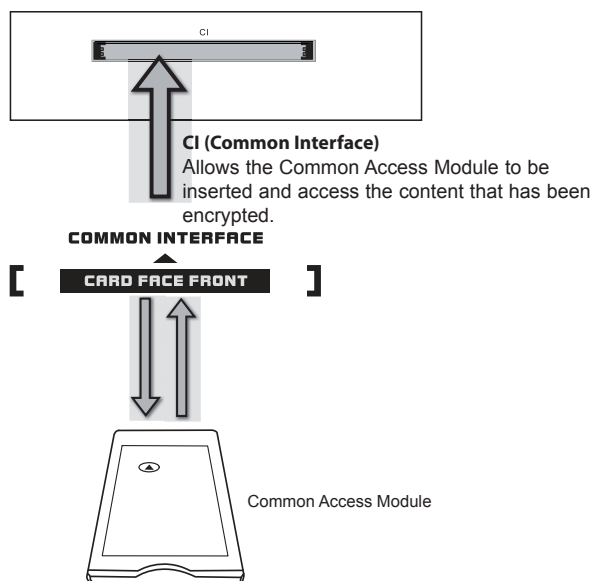 CI
CI (Common Interface)
Allows the Common Access Module to be
inserted and access the content that has been
encrypted.
COMMON INTERFACE
[ CARD FACE FRONT ]
Common Access Module